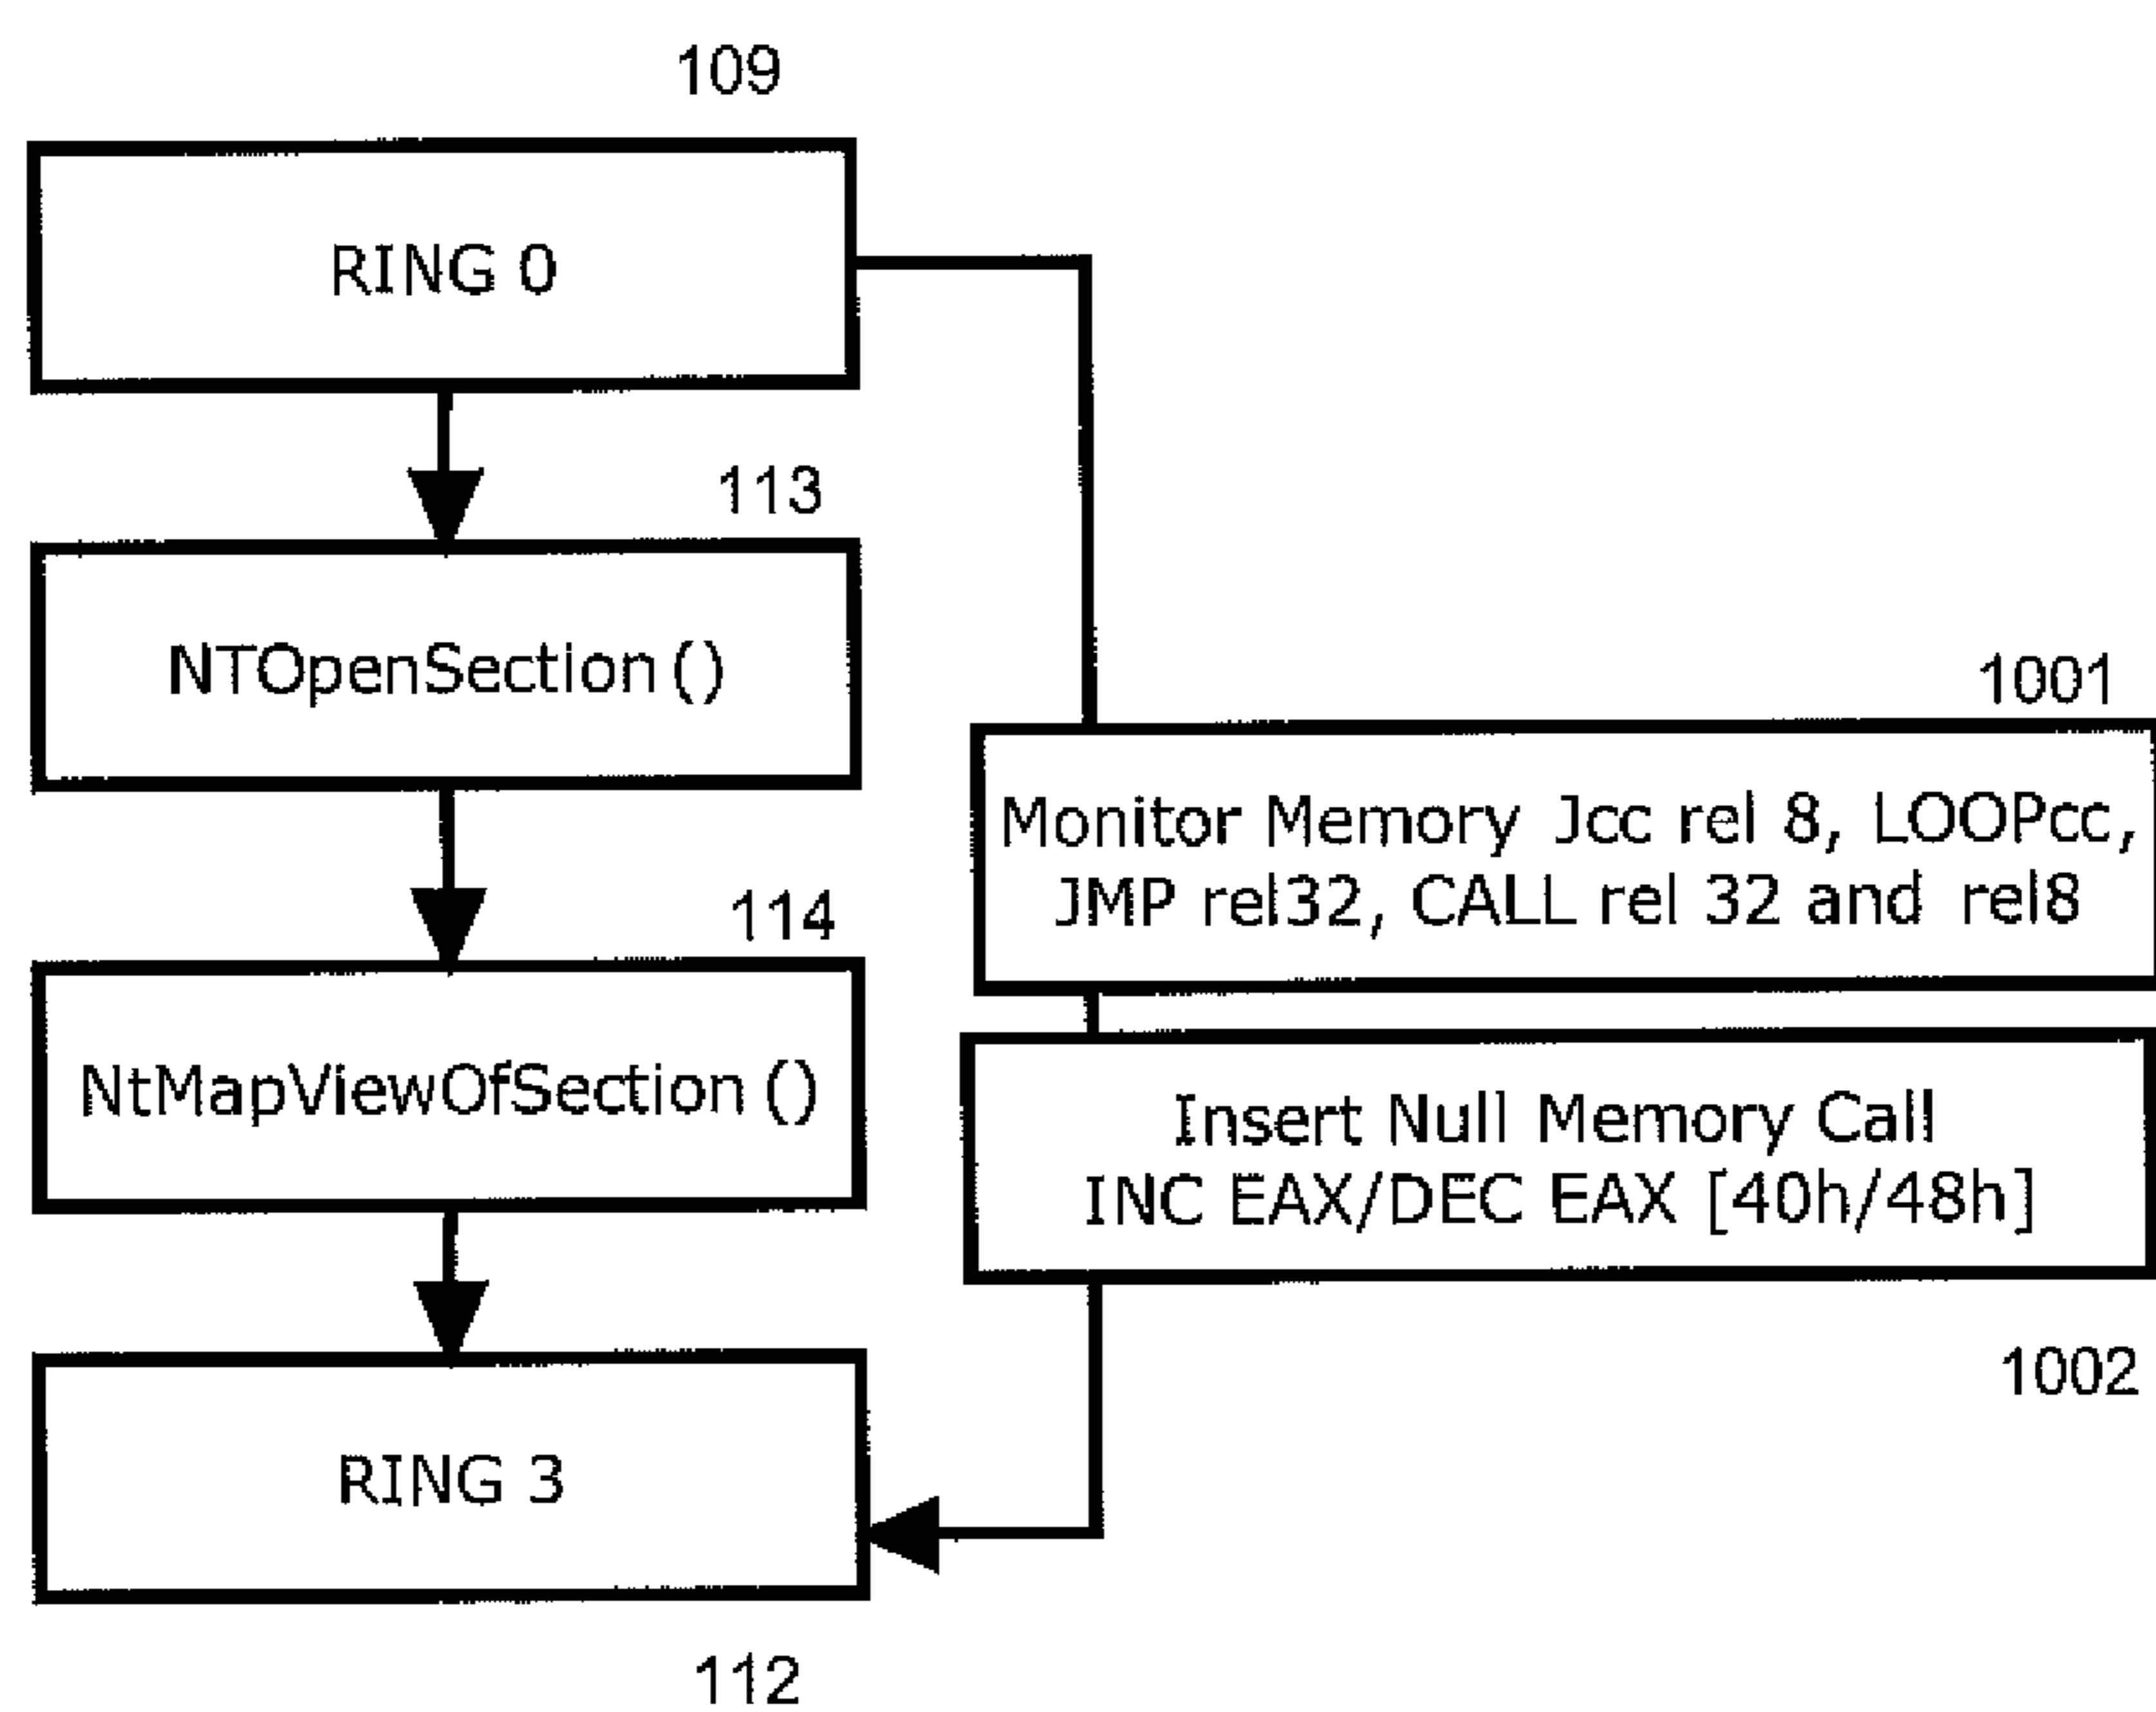 109
RING 0
113
NTOpenSection ()
1001
Monitor Memory Jcc rel 8, LOOPcc,
JMP rel32, CALL rel 32 and rel8
114
NtMapViewOfSection ()
Insert Null Memory Call
INC EAX/DEC EAX [40h/48h]
1002
RING 3
112